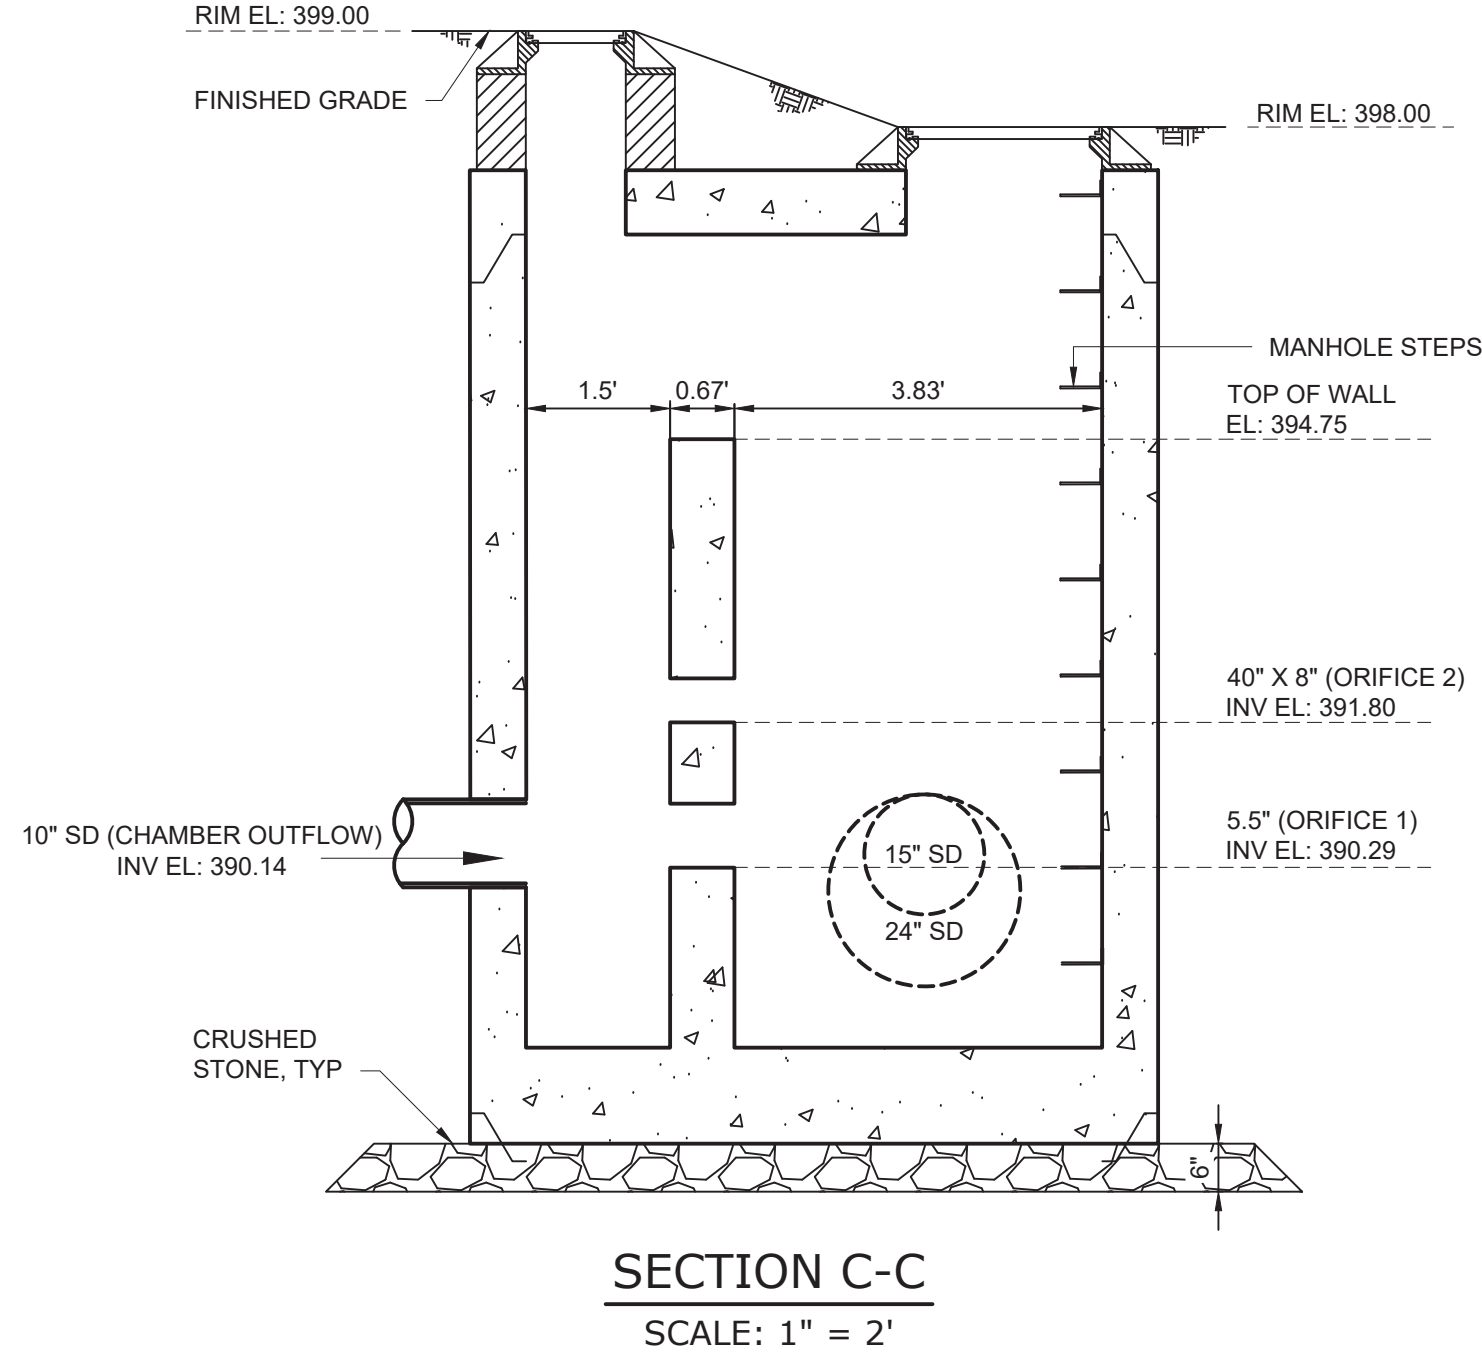 RIM EL: 399.00
FINISHED GRADE
RIM EL: 398.00
MANHOLE STEPS
1.5'
0.67'
3.83'
TOP OF WALL
EL: 394.75
40" X 8" (ORIFICE 2)
INV EL: 391.80
10" SD (CHAMBER OUTFLOW)
INV EL: 390.14
15" SD
24" SD
5.5" (ORIFICE 1)
INV EL: 390.29
CRUSHED
STONE, TYP
6"
SECTION C-C
SCALE: 1" = 2'